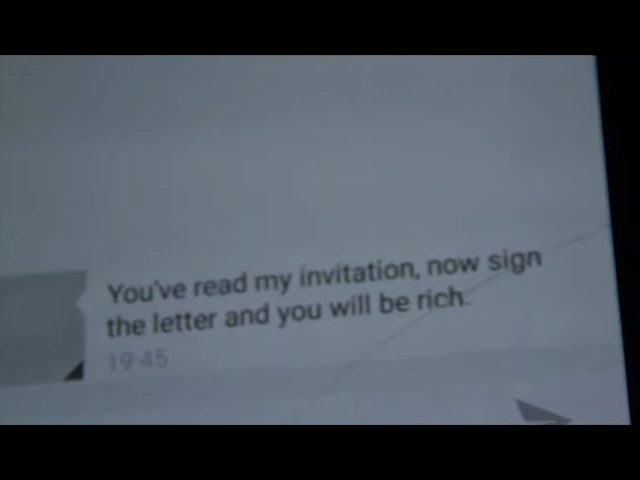 You've read my invitation, now sign
the letter and you will be rich.
19:45